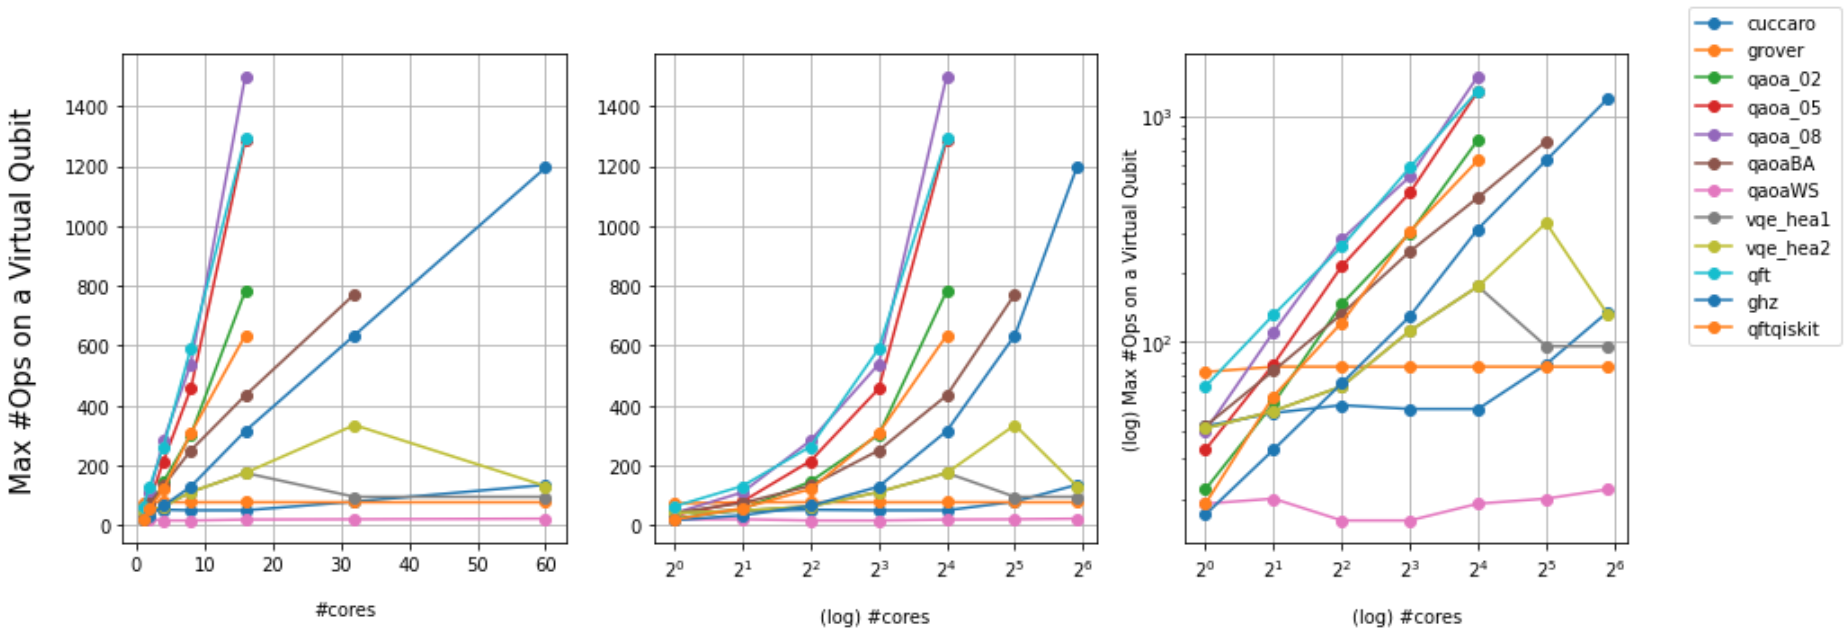 Max #Ops on a Virtual Qubit
1400
1200
1000
800
600
400
200
0
0 10 20 30 40 50 60
#cores
1400
1200
1000
800
600
400
200
0
2⁰ 2¹ 2² 2³ 2⁴ 2⁵ 2⁶
(log) #cores
(log) Max #Ops on a Virtual Qubit
10³
10²
2⁰ 2¹ 2² 2³ 2⁴ 2⁵ 2⁶
(log) #cores
cuccaro
grover
qaoa_02
qaoa_05
qaoa_08
qaoaBA
qaoaWS
vqe_hea1
vqe_hea2
qft
ghz
qftqiskit